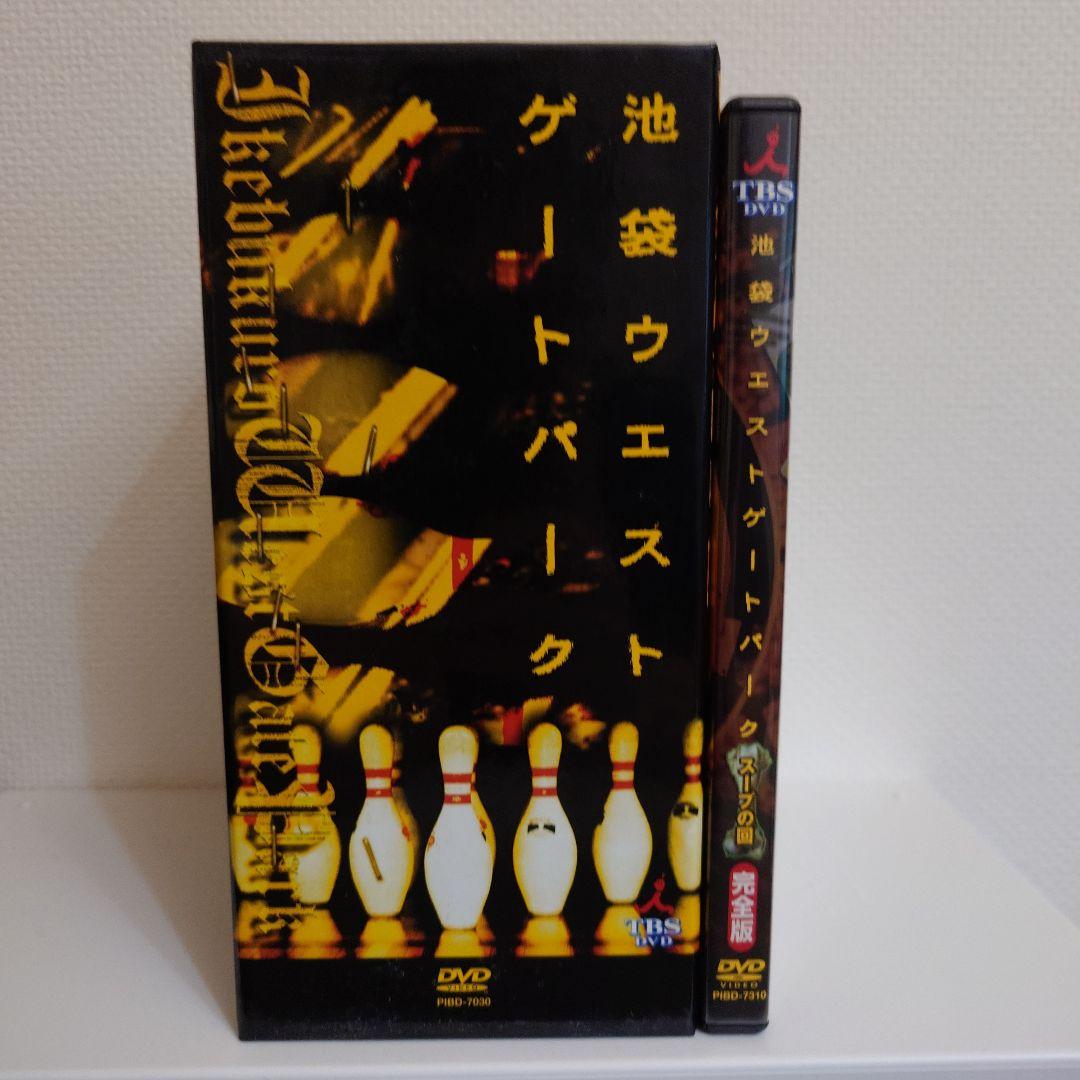 Ikebukuro West Gate Park
池袋ウエスト
ゲートパーク
TBS
DVD
DVD
VIDEO
PIBD-7030
TBS
DVD
池袋ウエストゲートパーク
スープの回
完全版
DVD
VIDEO
PIBD-7310